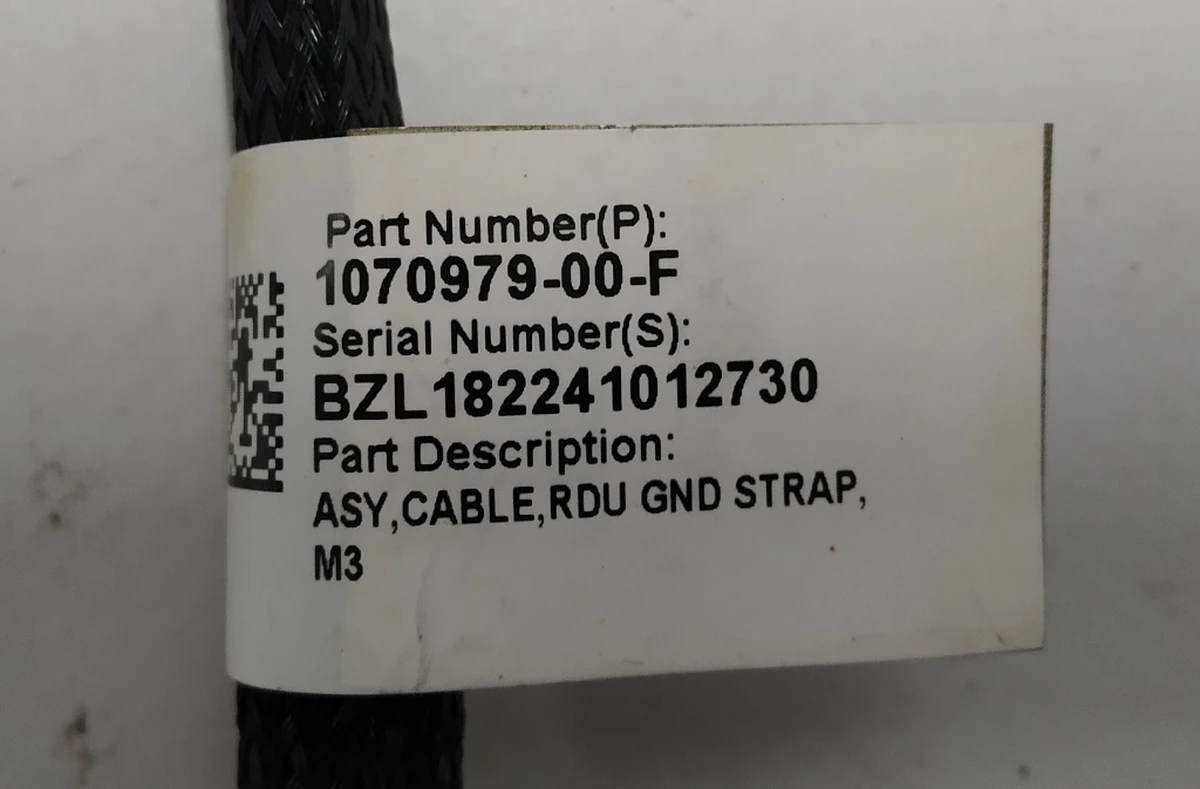 Part Number(P):
1070979-00-F
Serial Number(S):
BZL182241012730
Part Description:
ASY,CABLE,RDU GND STRAP,
M3